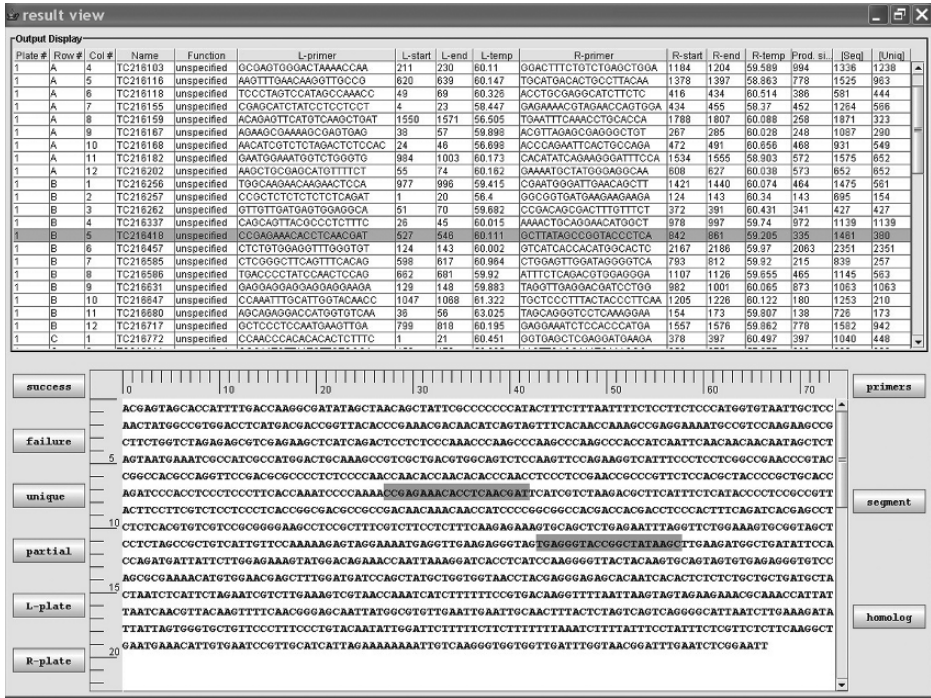 result view
Output Display
Plate # Row # Col # Name Function L-primer L-start L-end L-temp R-primer R-start R-end R-temp Prod. si... |Seq| |Uniq|
1 A 4 TC216103 unspecified GCGAGTGGGACTAAAACCAA 211 230 60.11 GGACTTTCTGTCTGAGCTGGA 1184 1204 59.589 994 1336 1238
1 A 5 TC216116 unspecified AAGTTTGAACAAGGTTGCCG 620 639 60.147 TGCATGACACTGCCTTACAA 1378 1397 58.863 778 1525 963
1 A 6 TC216118 unspecified TCCCTAGTCCATAGCCAAACC 49 69 60.326 ACCTGCGAGGCATCTTCTC 416 434 60.514 386 581 444
1 A 7 TC216155 unspecified CGAGCATCTATCCTCCTCCT 4 23 58.447 GAGAAAACGTAGAACCAGTGGA 434 455 58.37 452 1264 566
1 A 8 TC216159 unspecified ACAGAGTTCATGTCAAGCTGAT 1550 1571 56.505 TGAATTTCAAACCTGCACCA 1788 1807 60.088 258 1871 323
1 A 9 TC216167 unspecified AGAAGCGAAAAGCGAGTGAG 38 57 59.898 ACGTTAGAGCGAGGGCTGT 267 285 60.028 248 1087 290
1 A 10 TC216168 unspecified AACATCGTCTCTAGACTCTCCAC 24 46 56.698 ACCCAGAATTCACTGCCAGA 472 491 60.656 468 931 549
1 A 11 TC216182 unspecified GAATGGAAATGGTCTGGGTG 984 1003 60.173 CACATATCAGAAGGGATTTCCA 1534 1555 58.903 572 1575 652
1 A 12 TC216202 unspecified AAGCTGCGAGCATGTTTTCT 55 74 60.162 GAAAATGCTATGGGAGGCAA 608 627 60.038 573 652 652
1 B 1 TC216256 unspecified TGGCAAGAACAAGAACTCCA 977 996 59.415 CGAATGGGATTGAACAGCTT 1421 1440 60.074 464 1475 561
1 B 2 TC216257 unspecified CCGCTCTCTCTCTCTCAGAT 1 20 56.4 GGCGGTGATGAAGAAGAAGA 124 143 60.34 143 695 154
1 B 3 TC216262 unspecified GTTGTTGATGAGTGGAGGCA 51 70 59.682 CCGACAGCGACTTTGTTTCT 372 391 60.431 341 427 427
1 B 4 TC216337 unspecified CAGCAGTTACGCCCTCTTTC 26 45 60.015 AAAACTGCAGGAACATGGCT 978 997 59.74 972 1139 1139
1 B 5 TC216418 unspecified CCGAGAAACACCTCAACGAT 527 546 60.111 GCTTATAGCCGGTACCCTCA 842 861 59.205 335 1461 380
1 B 6 TC216457 unspecified CTCTGTGGAGGTTTGGGTGT 124 143 60.002 GTCATCACCACATGGCACTC 2167 2186 59.97 2063 2351 2351
1 B 7 TC216585 unspecified CTCGGGCTTCAGTTTCACAG 598 617 60.964 CTGGAGTTGGATAGGGGTCA 793 812 59.92 215 839 257
1 B 8 TC216586 unspecified TGACCCCTATCCAACTCCAG 662 681 59.92 ATTTCTCAGACGTGGAGGGA 1107 1126 59.655 465 1145 563
1 B 9 TC216631 unspecified GAGGAGGAGGAGGAGGAAGA 129 148 59.883 TAGGTTGAGGACGATCCTGG 982 1001 60.065 873 1063 1063
1 B 10 TC216647 unspecified CCAAATTTGCATTGGTACAACC 1047 1068 61.322 TGCTCCCTTTACTACCCTTCAA 1205 1226 60.122 180 1253 210
1 B 11 TC216680 unspecified AGCAGAGGACCATGGTGTCAA 36 56 63.025 TAGCAGGGTCCTCAAAGGAA 154 173 59.807 138 726 173
1 B 12 TC216717 unspecified GCTCCCTCCAATGAAGTTGA 799 818 60.195 GAGGAAATCTCCACCCATGA 1557 1576 59.862 778 1582 942
1 C 1 TC216772 unspecified CCAACCCACACACACTCTTTC 1 21 60.451 GGTGAGCTCGAGGATGAAGA 378 397 60.497 397 1040 448
success
failure
unique
partial
L-plate
R-plate
0 10 20 30 40 50 60 70
5
10
15
20
ACGAGTAGCACCATTTTGACCAAGGCGATATAGCTAACAGCTATTCGCCCCCCCATACTTTCTTTAATTTTCTCCTTCTCCCATGGTGTAATTGCTCC
AACTATGGCCGTGGACCTCATGACGACCGGTTACACCCGAAACGACAACATCAGTAGTTTCACAACCAAAGCCGAGGAAAATGCCGTCCAAGAAGCCG
CTTCTGGTCTAGAGAGCGTCGAGAAGCTCATCAGACTCCTCTCCCAAACCCAAGCCCAAGCCCAAGCCCACCATCAATTCAACAACAACAATAGCTCT
AGTAATGAAATCGCCATCGCCATGGACTGCAAAGCCGTCGCTGACGTGGCAGTCTCCAAGTTCCAGAAGGTCATTTCCCTCCTCGGCCGAACCCGTAC
CGGCCACGCCAGGTTCCGACGCGCCCCTCTCCCAACCAACACCAACACACCCAACCTCCCTCCGAACCGCCGTTCTCCACGCTACCCCGCTGCACC
AGATCCCACCTCCCTCCCTTCACCAAATCCCCAAAACCGAGAAACACCTCAACGATTCATCGTCTAAGACGCTTCATTTCTCATACCCCTCCGCCGTT
ACTTCCTTCGTCTCCTCCCTCACCGGCGACGCCGCCGACAACAAACAACCATCCCCGGCGGCCACGACCACGACCTCCCACTTTCAGATCACGAGCCT
CTCTCACGTGTCGTCCGCGGGGAAGCCTCCGCTTTCGTCTTCCTCTTTCAAGAGAAAGTGCAGCTCTGAGAATTTAGGTTCTGGAAAGTGCGGTAGCT
CCTCTAGCCGCTGTCATTGTTCCAAAAAGAGTAGGAAAATGAGGTTGAAGAGGGTAGTGAGGGTACCGGCTATAAGCTTGAAGATGGCTGATATTCCA
CCAGATGATTATTCTTGGAGAAAGTATGGACAGAAACCAATTAAAGGATCACCTCATCCAAGGGGTTACTACAAGTGCAGTAGTGTGAGAGGGTGTCC
AGCGCGAAAACATGTGGAACGAGCTTTGGATGATCCAGCTATGCTGGTGGTAACCTACGAGGGAGAGCACAATCACACTCTCTCTGCTGCTGATGCTA
CTAATCTCATTCTAGAATCGTCTTGAAAGTCGTAACCAAATCATCTTTTTTCCGTGACAAGGTTTTAATTAAGTAGTAGAAGAAACGCAAACCATTAT
TAATCAACGTTACAAGTTTTCAACGGGAGCAATTATGGCGTGTTGAATTGAATTGCAACTTTACTCTAGTCAGTCAGGGGCATTAATCTTGAAAGATA
TTATTAGTGGGTGCTGTTCCCTTTCCCTGTACAATATTGGATTCTTTTTCTTCTTTTTTTAAATCTTTTATTTCCTATTTCTCGTTCTCTTCAAGGCT
GAATGAAACATTGTGAATCCGTTGCATCATTAGAAAAAAAATTGTCAAGGGTGGTGGTTGATTTGGTAACGGATTTGAATCTCGGAATT
primers
segment
homolog